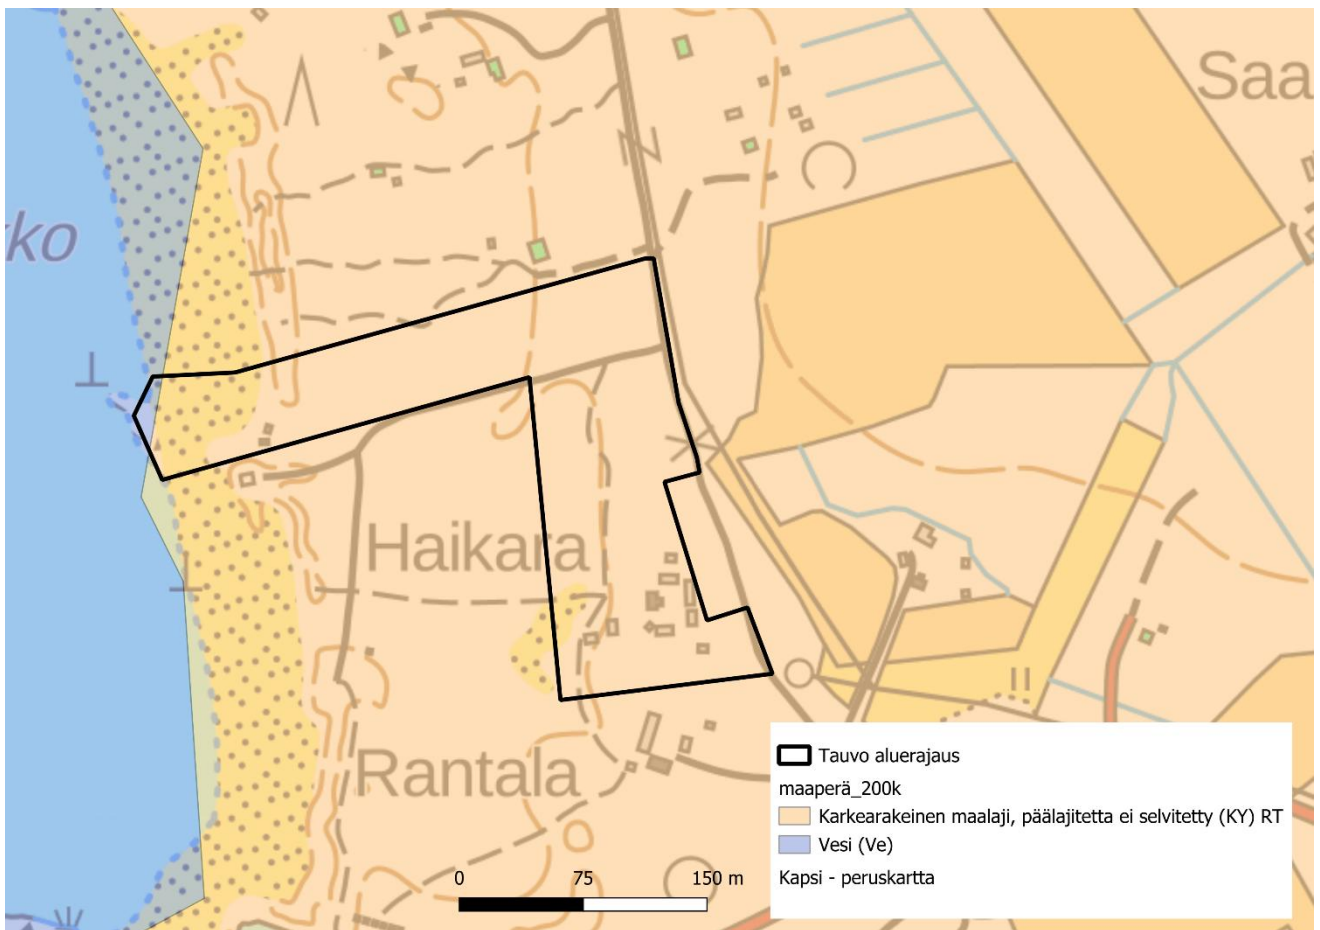 Saa
kko
Haikara
Rantala
Tauvo aluerajaus
maaperä_200k
Karkearakeinen maalaji, päälajitetta ei selvitetty (KY) RT
Vesi (Ve)
Kapsi - peruskartta
0 75 150 m